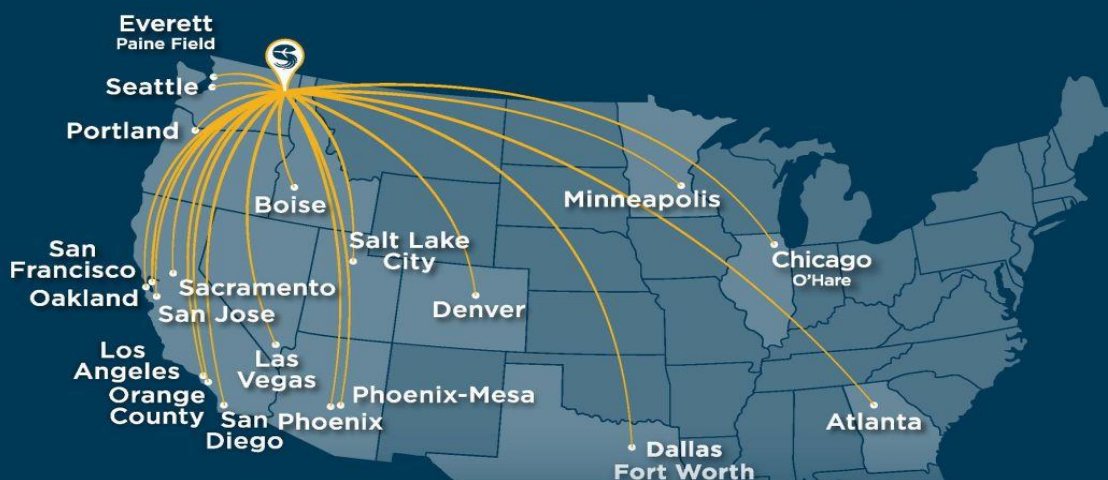 Everett
Paine Field
Seattle
Portland
Boise
Minneapolis
Salt Lake
City
San
Francisco
Oakland
Sacramento
San Jose
Denver
Chicago
O'Hare
Los
Angeles
Orange
County
Las
Vegas
San
Diego
Phoenix
Phoenix-Mesa
Dallas
Fort Worth
Atlanta